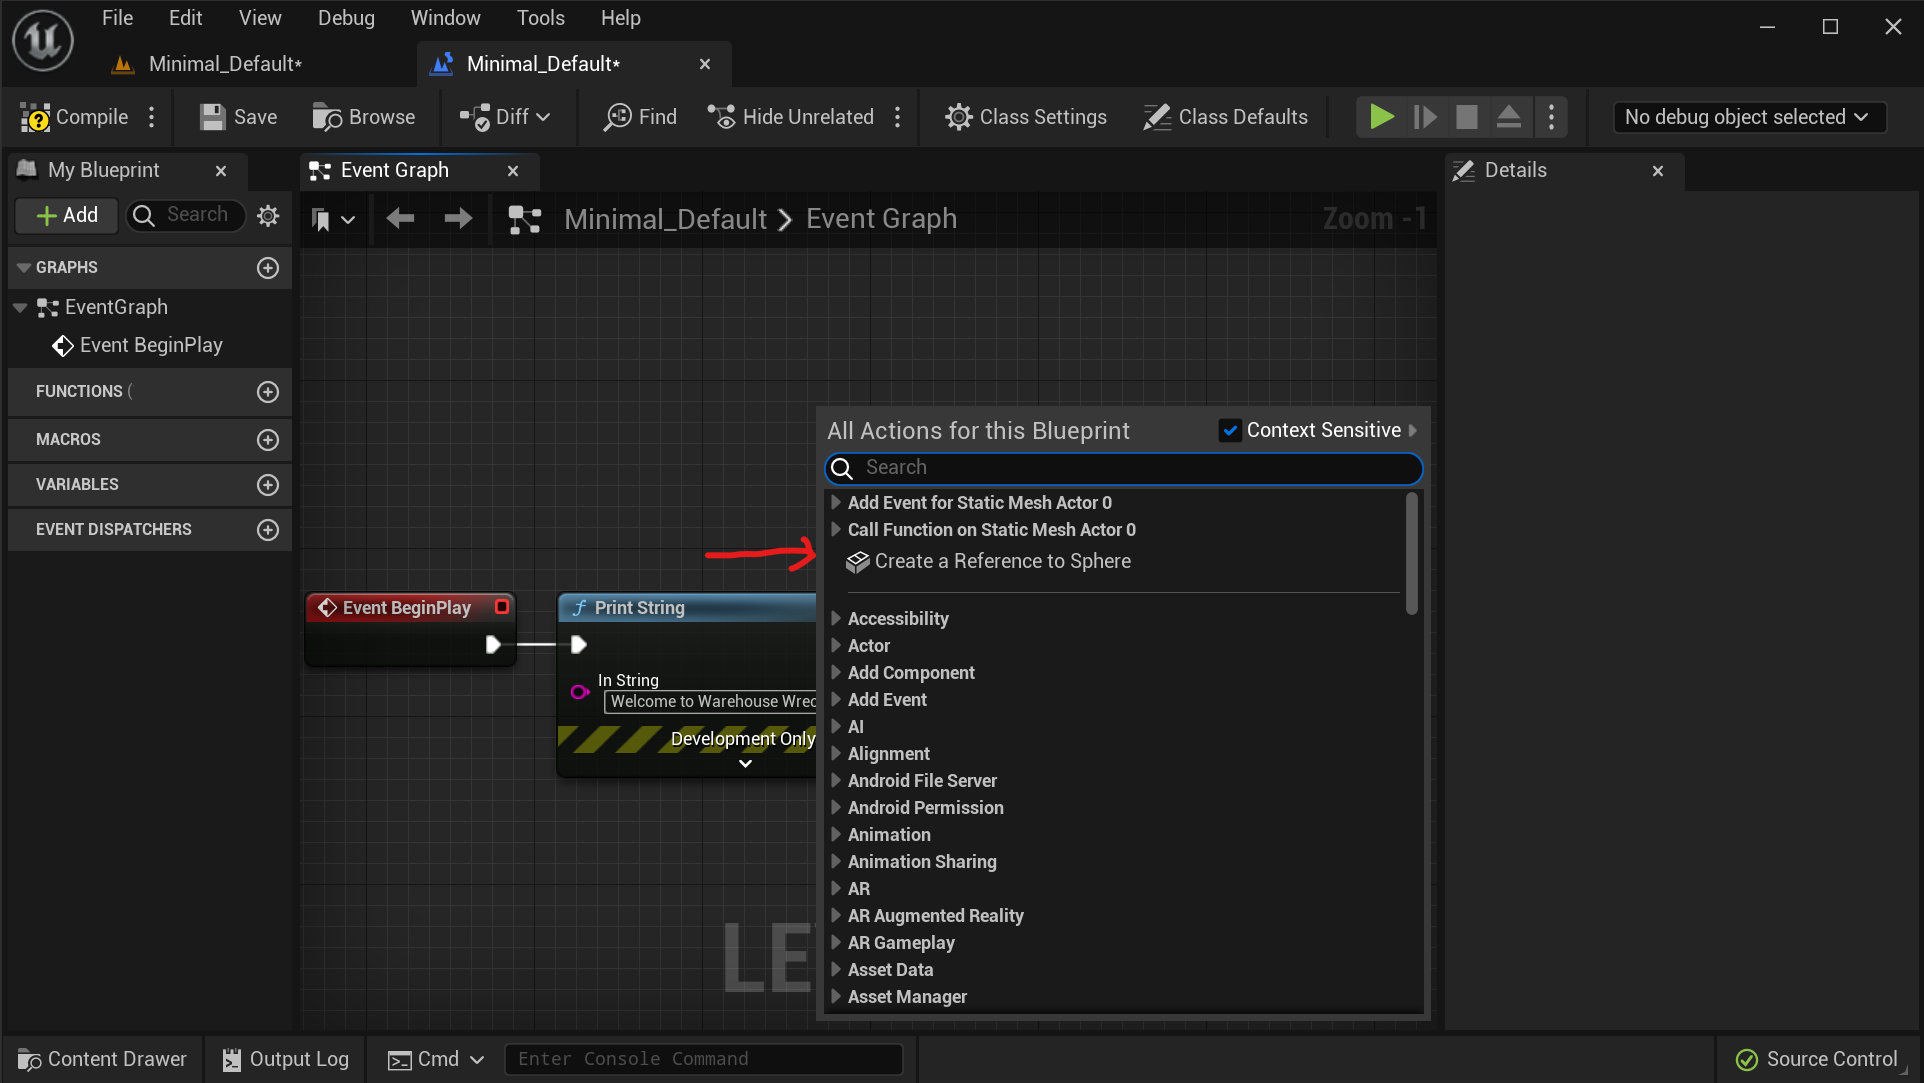 File Edit View Debug Window Tools Help
Minimal_Default* Minimal_Default*
Compile Save Browse Diff Find Hide Unrelated Class Settings Class Defaults No debug object selected
My Blueprint Event Graph Details
Add Search Minimal_Default Event Graph Zoom -1
GRAPHS
EventGraph
Event BeginPlay
FUNCTIONS (
MACROS
VARIABLES
EVENT DISPATCHERS
Event BeginPlay
Print String
In String
Welcome to Warehouse Wrec
Development Only
LE
All Actions for this Blueprint Context Sensitive
Search
Add Event for Static Mesh Actor 0
Call Function on Static Mesh Actor 0
Create a Reference to Sphere
Accessibility
Actor
Add Component
Add Event
AI
Alignment
Android File Server
Android Permission
Animation
Animation Sharing
AR
AR Augmented Reality
AR Gameplay
Asset Data
Asset Manager
Content Drawer Output Log Cmd Enter Console Command Source Control